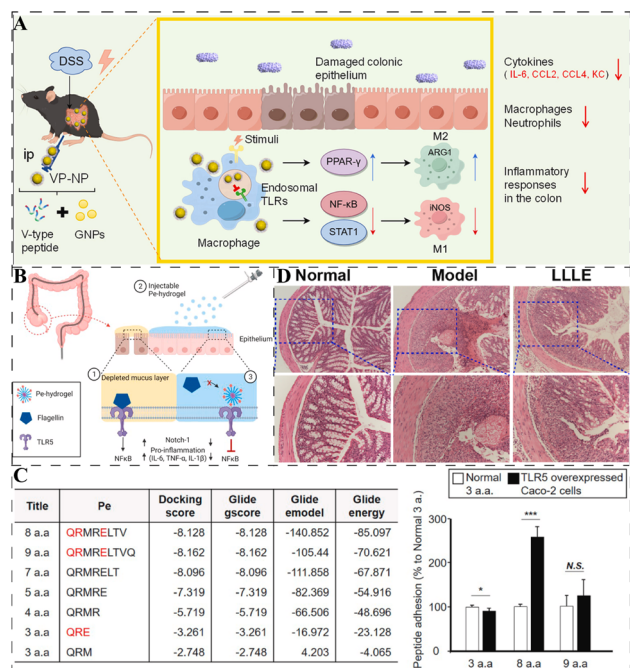 A
DSS
ip
VP-NP
V-type peptide
GNPs
Damaged colonic
epithelium
Stimuli
Endosomal
TLRs
Macrophage
PPAR-γ
NF-κB
STAT1
M2
ARG1
iNOS
M1
Cytokines
( IL-6, CCL2, CCL4, KC)
Macrophages
Neutrophils
Inflammatory
responses
in the colon
B
2 Injectable
Pe-hydrogel
Epithelium
1
Depleted mucus layer
3
Pe-hydrogel
Flagellin
TLR5
NFκB
Notch-1
Pro-inflammation
(IL-6, TNF-α, IL-1β)
NFκB
D Normal Model LLLE
C
Title Pe Docking score Glide gscore Glide emodel Glide energy
8 a.a QRMRELTV -8.128 -8.128 -140.852 -85.097
9 a.a QRMRELTVQ -8.162 -8.162 -105.44 -70.621
7 a.a QRMRELT -8.096 -8.096 -111.858 -67.871
5 a.a QRMRE -7.319 -7.319 -82.369 -54.916
4 a.a QRMR -5.719 -5.719 -66.506 -48.696
3 a.a QRE -3.261 -3.261 -16.972 -23.128
3 a.a QRM -2.748 -2.748 4.203 -4.065
Normal
3 a.a.
TLR5 overexpressed
Caco-2 cells
Peptide adhesion (% to Normal 3 a.)
300
200
100
0
*
***
N.S.
3 a.a 8 a.a 9 a.a